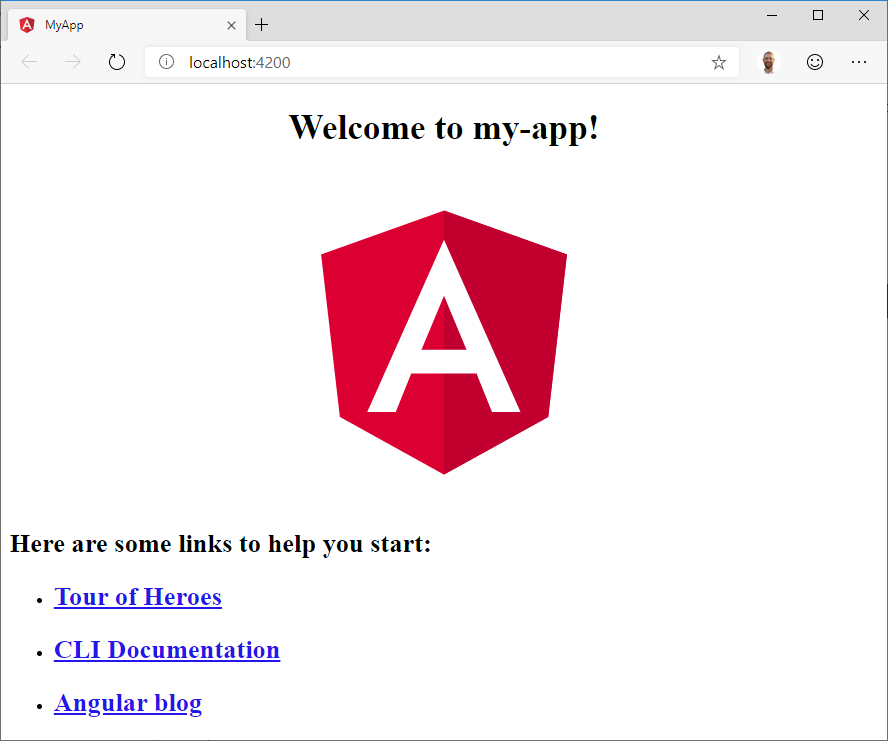 MyApp
localhost:4200
Welcome to my-app!
A
Here are some links to help you start:
Tour of Heroes
CLI Documentation
Angular blog